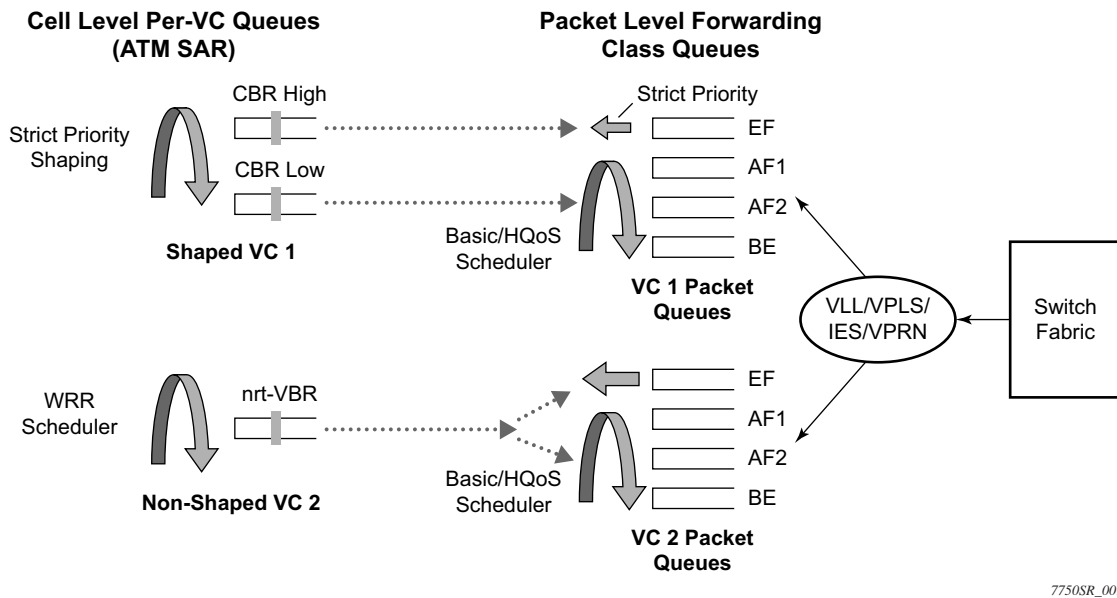 Cell Level Per-VC Queues
(ATM SAR)
Packet Level Forwarding
Class Queues
CBR High
Strict Priority
EF
Strict Priority
Shaping
AF1
CBR Low
AF2
Basic/HQoS
Scheduler
BE
Shaped VC 1
VC 1 Packet
Queues
VLL/VPLS/
IES/VPRN
Switch
Fabric
EF
nrt-VBR
WRR
Scheduler
AF1
AF2
Basic/HQoS
Scheduler
BE
Non-Shaped VC 2
VC 2 Packet
Queues
7750SR_00